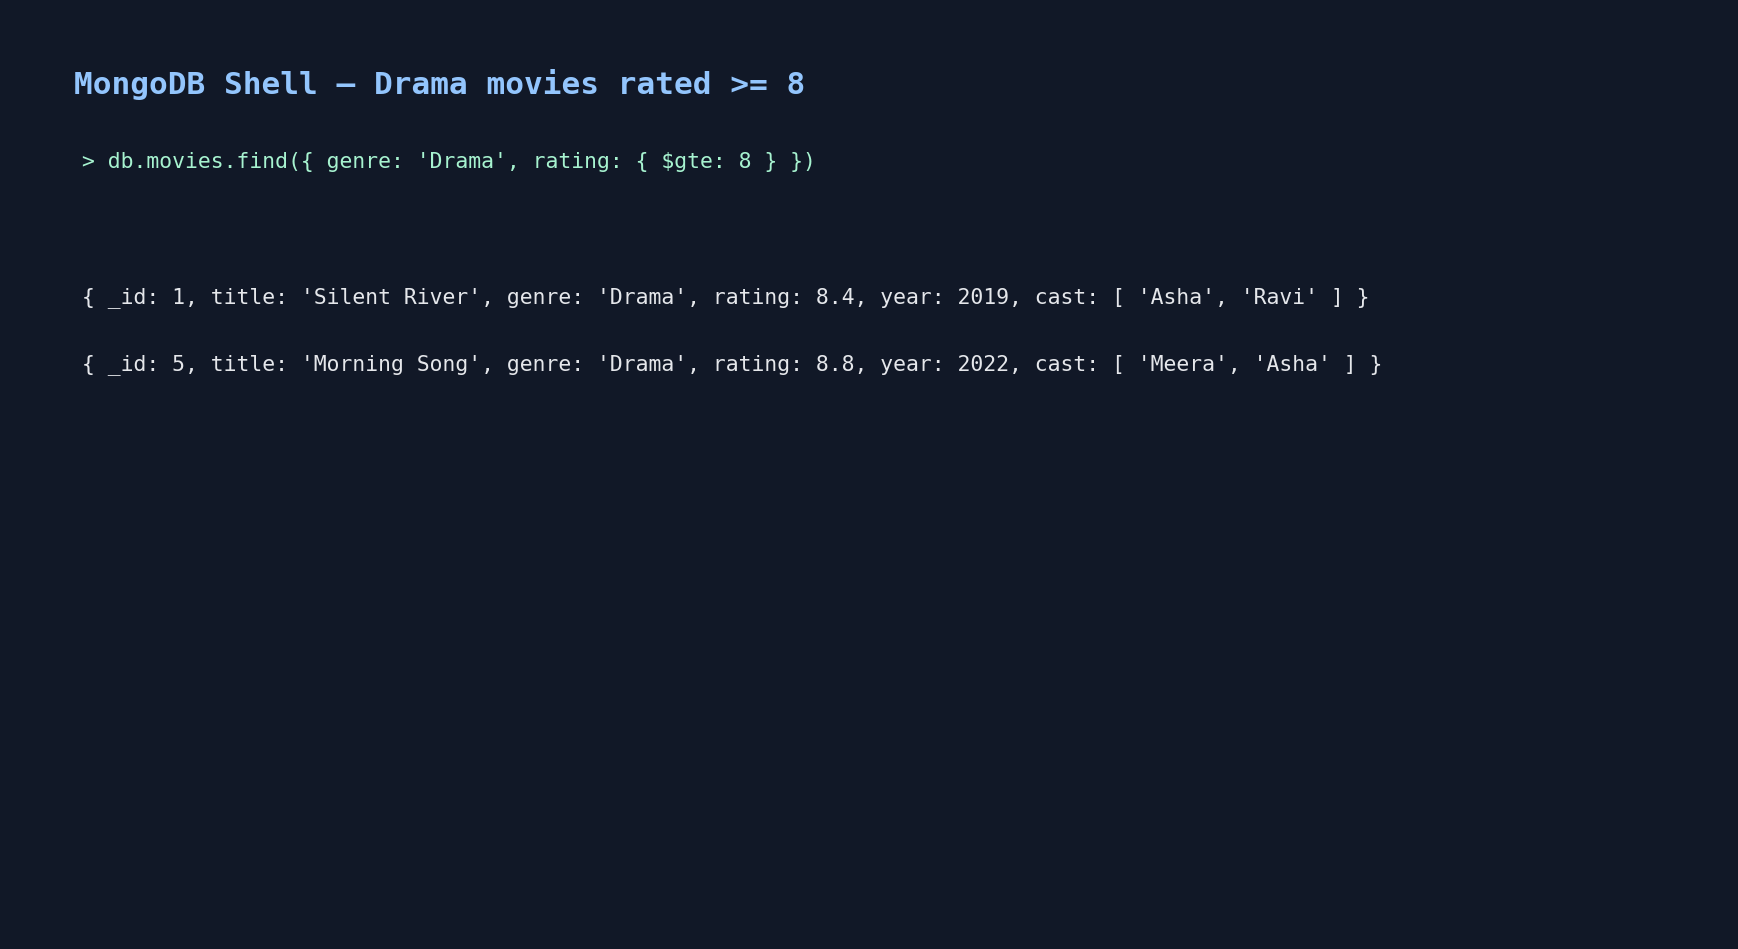 MongoDB Shell — Drama movies rated >= 8
> db.movies.find({ genre: 'Drama', rating: { $gte: 8 } })
{ _id: 1, title: 'Silent River', genre: 'Drama', rating: 8.4, year: 2019, cast: [ 'Asha', 'Ravi' ] }
{ _id: 5, title: 'Morning Song', genre: 'Drama', rating: 8.8, year: 2022, cast: [ 'Meera', 'Asha' ] }